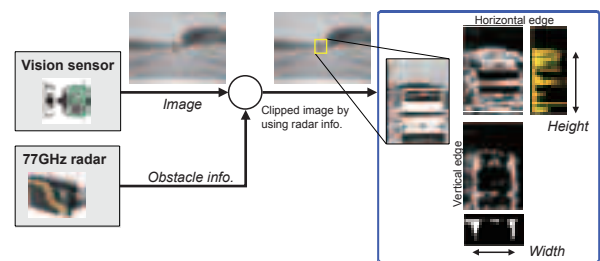 Vision sensor
77GHz radar
Image
Obstacle info.
Clipped image by
using radar info.
Horizontal edge
Height
Vertical edge
Width